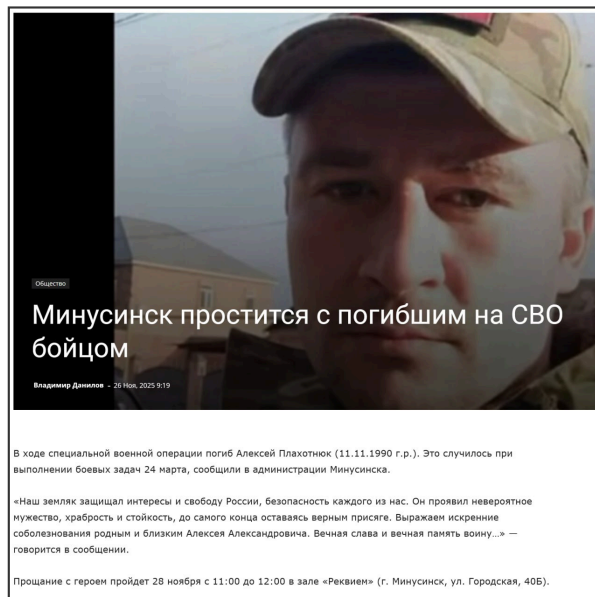 Общество
Минусинск простится с погибшим на СВО
бойцом
Владимир Данилов – 26 Ноя, 2025 9:19
В ходе специальной военной операции погиб Алексей Плахотнюк (11.11.1990 г.р.). Это случилось при
выполнении боевых задач 24 марта, сообщили в администрации Минусинска.
«Наш земляк защищал интересы и свободу России, безопасность каждого из нас. Он проявил невероятное
мужество, храбрость и стойкость, до самого конца оставаясь верным присяге. Выражаем искренние
соболезнования родным и близким Алексея Александровича. Вечная слава и вечная память воину…» —
говорится в сообщении.
Прощание с героем пройдет 28 ноября с 11:00 до 12:00 в зале «Реквием» (г. Минусинск, ул. Городская, 40Б).